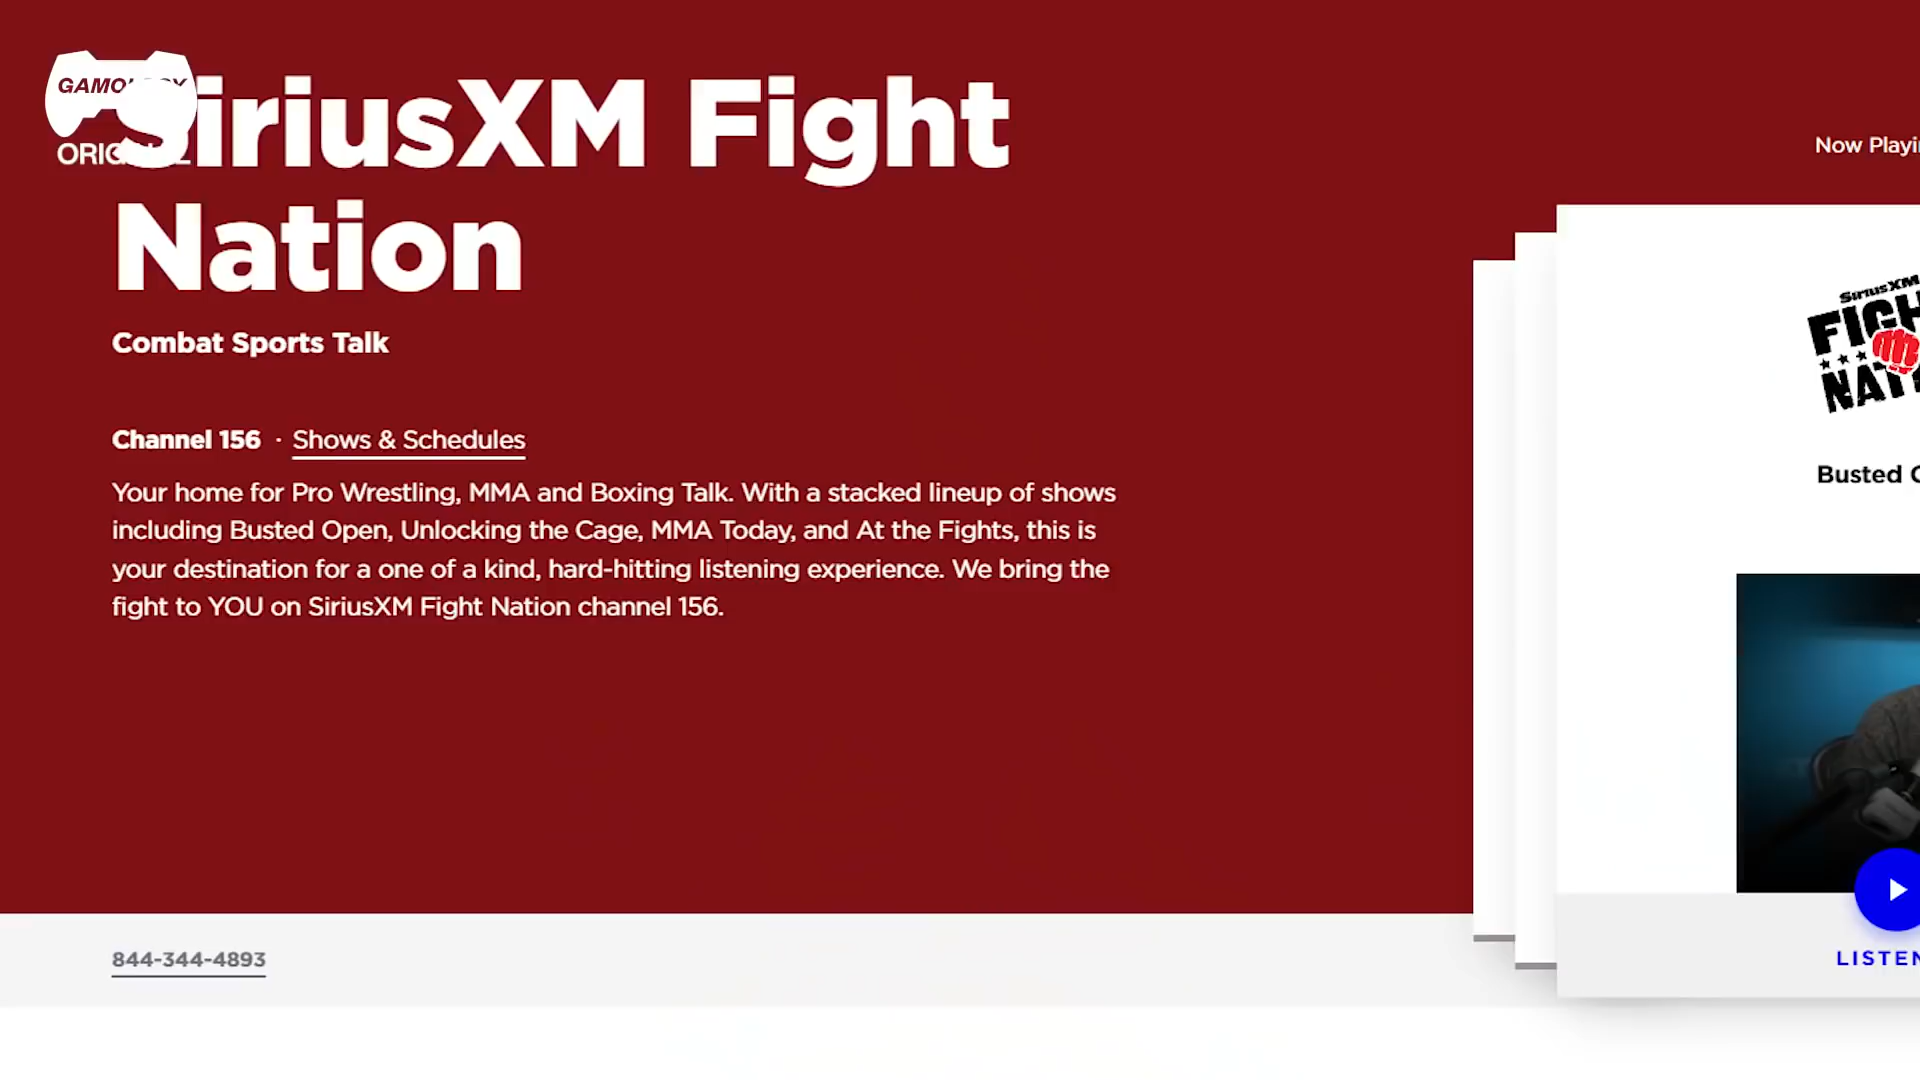 SiriusXM Fight
Nation
Combat Sports Talk
Channel 156 · Shows & Schedules
Your home for Pro Wrestling, MMA and Boxing Talk. With a stacked lineup of shows
including Busted Open, Unlocking the Cage, MMA Today, and At the Fights, this is
your destination for a one of a kind, hard-hitting listening experience. We bring the
fight to YOU on SiriusXM Fight Nation channel 156.
844-344-4893
Now
SiriusXM
Busted